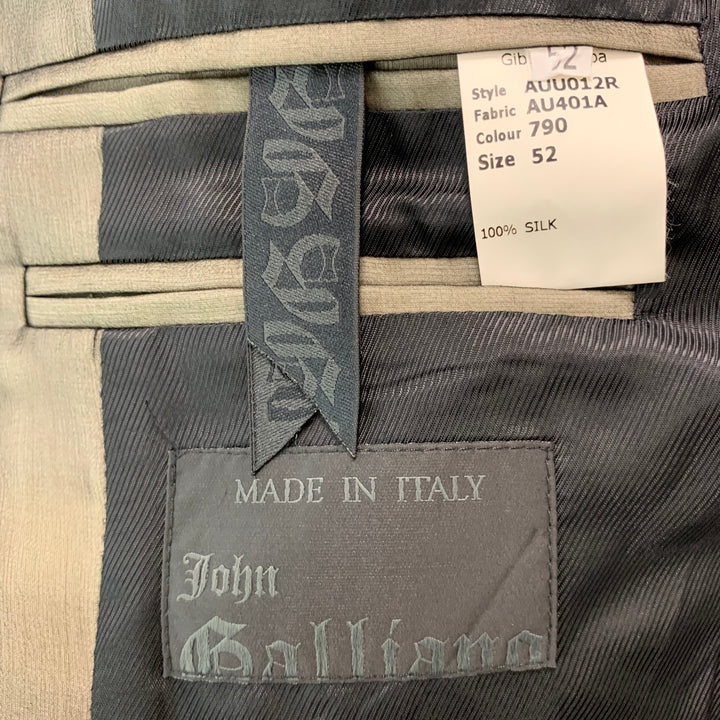 52
Style AUU012R
Fabric AU401A
Colour 790
Size 52
100% SILK
MADE IN ITALY
John
Galliano